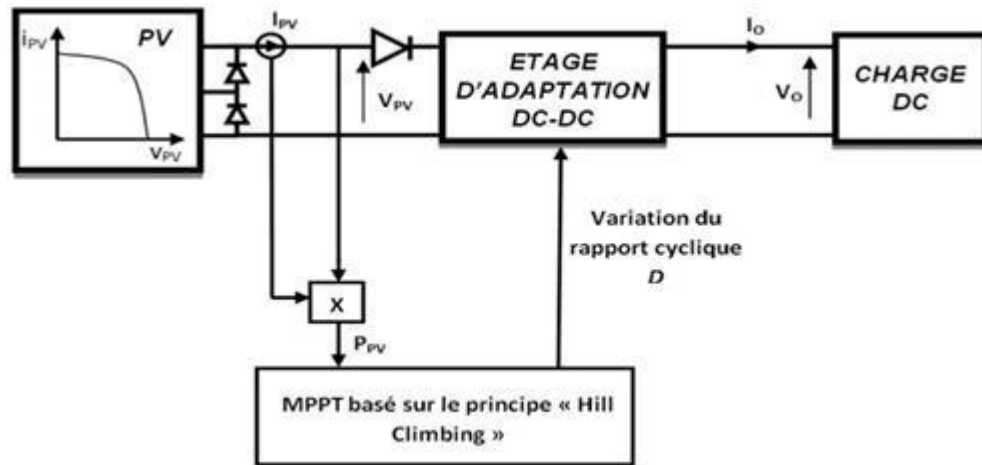 PV
iPV
vPV
IPV
VPV
ETAGE
D'ADAPTATION
DC-DC
IO
VO
CHARGE
DC
Variation du
rapport cyclique
D
X
PPV
MPPT basé sur le principe « Hill
Climbing »